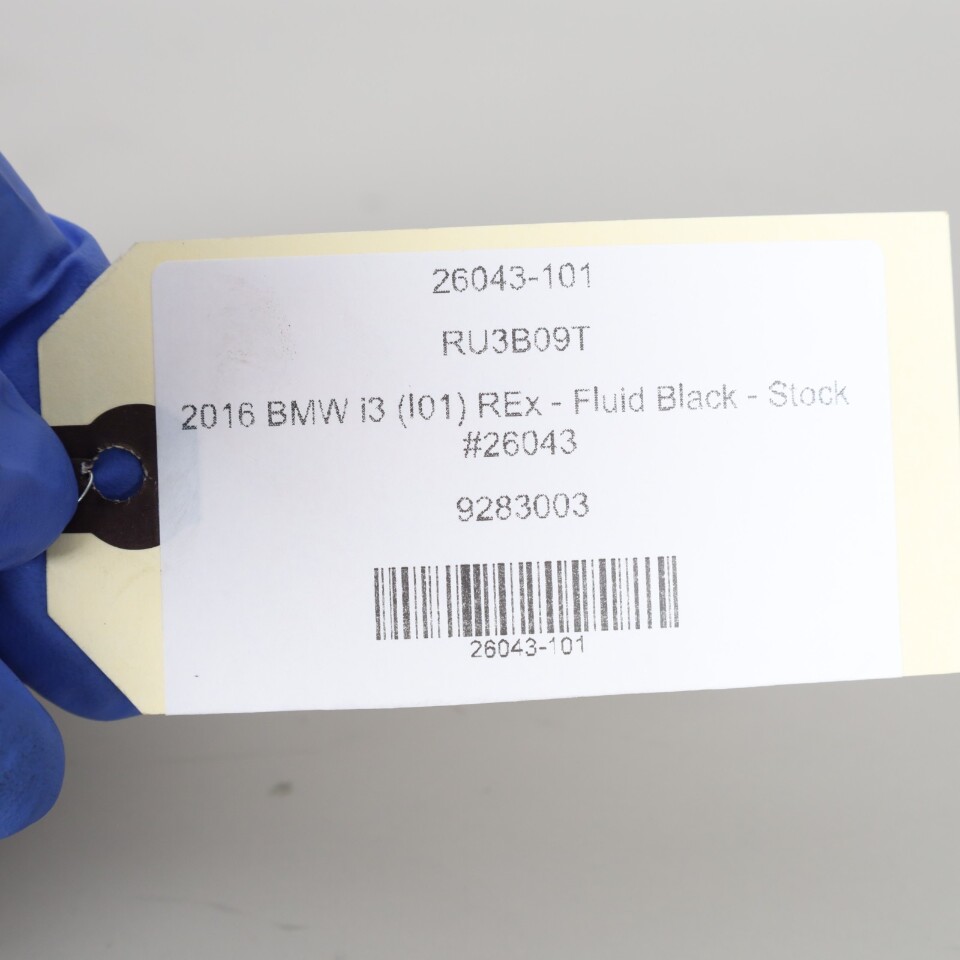 26043-101
RU3B09T
2016 BMW i3 (I01) REx - Fluid Black - Stock
#26043
9283003
26043-101